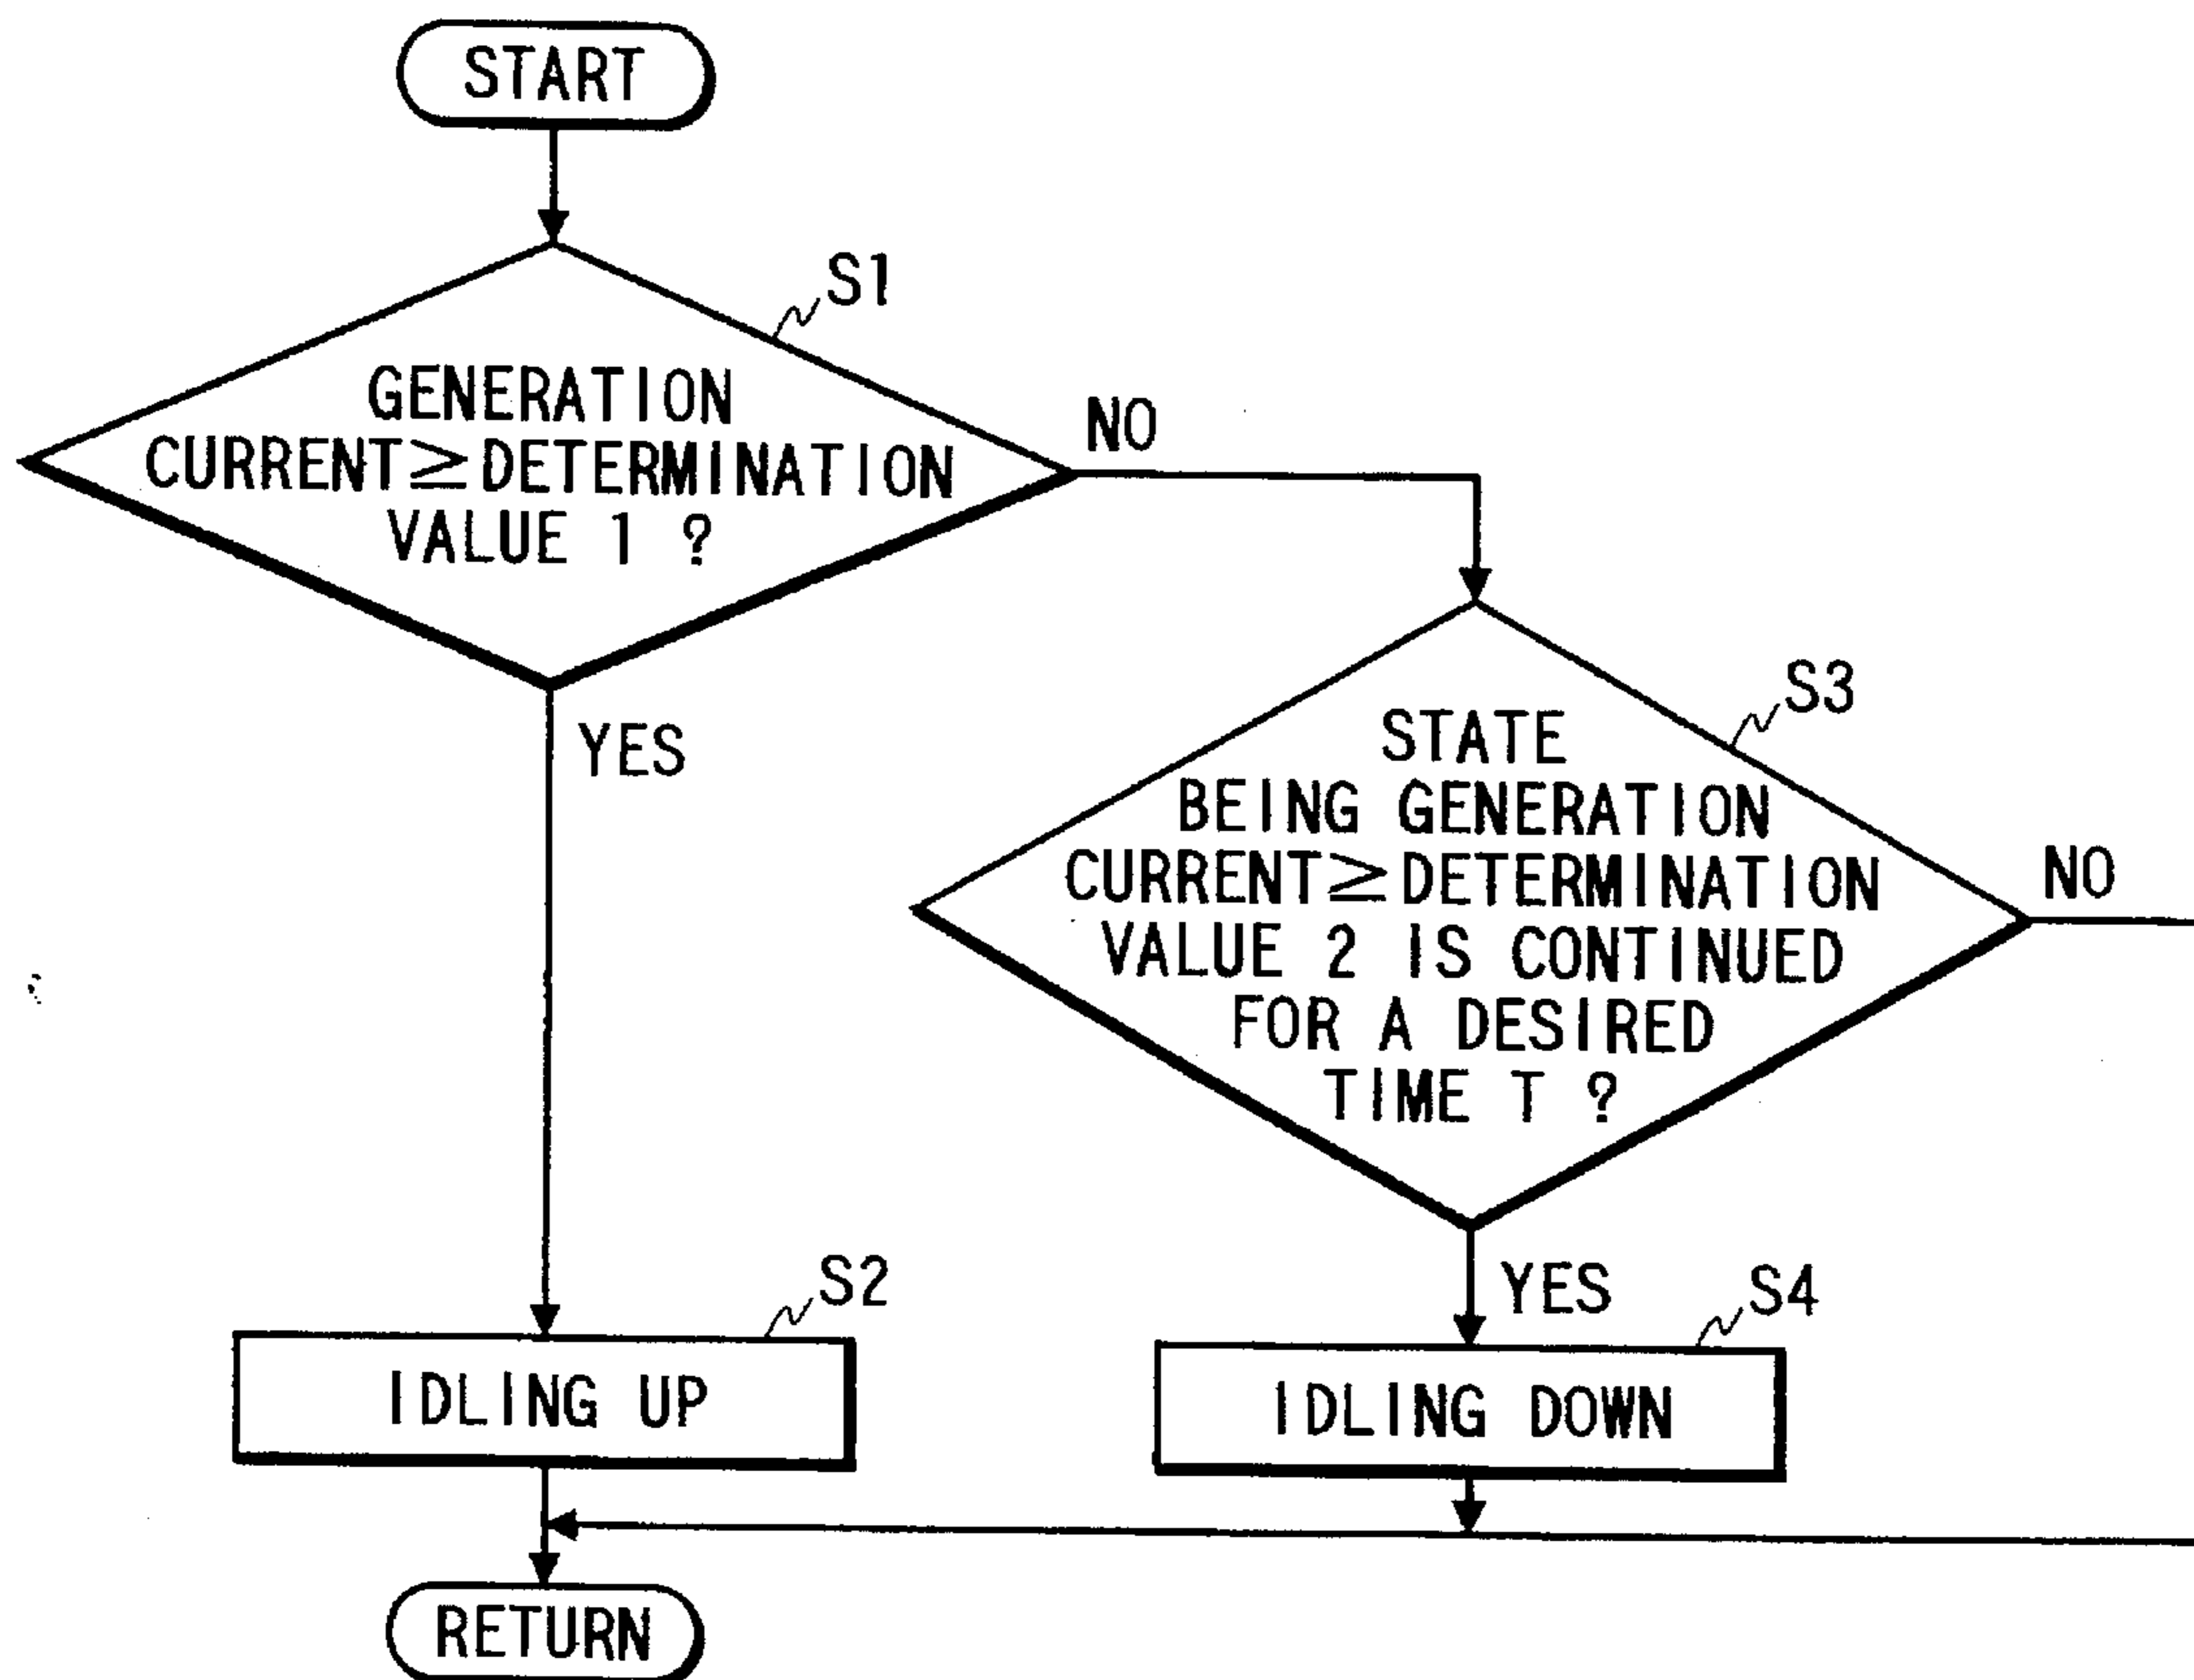 START
S1
GENERATION
CURRENT≧DETERMINATION
VALUE 1 ?
NO
YES
S3
STATE
BEING GENERATION
CURRENT≧DETERMINATION
VALUE 2 IS CONTINUED
FOR A DESIRED
TIME T ?
NO
YES
S2
IDLING UP
S4
IDLING DOWN
RETURN